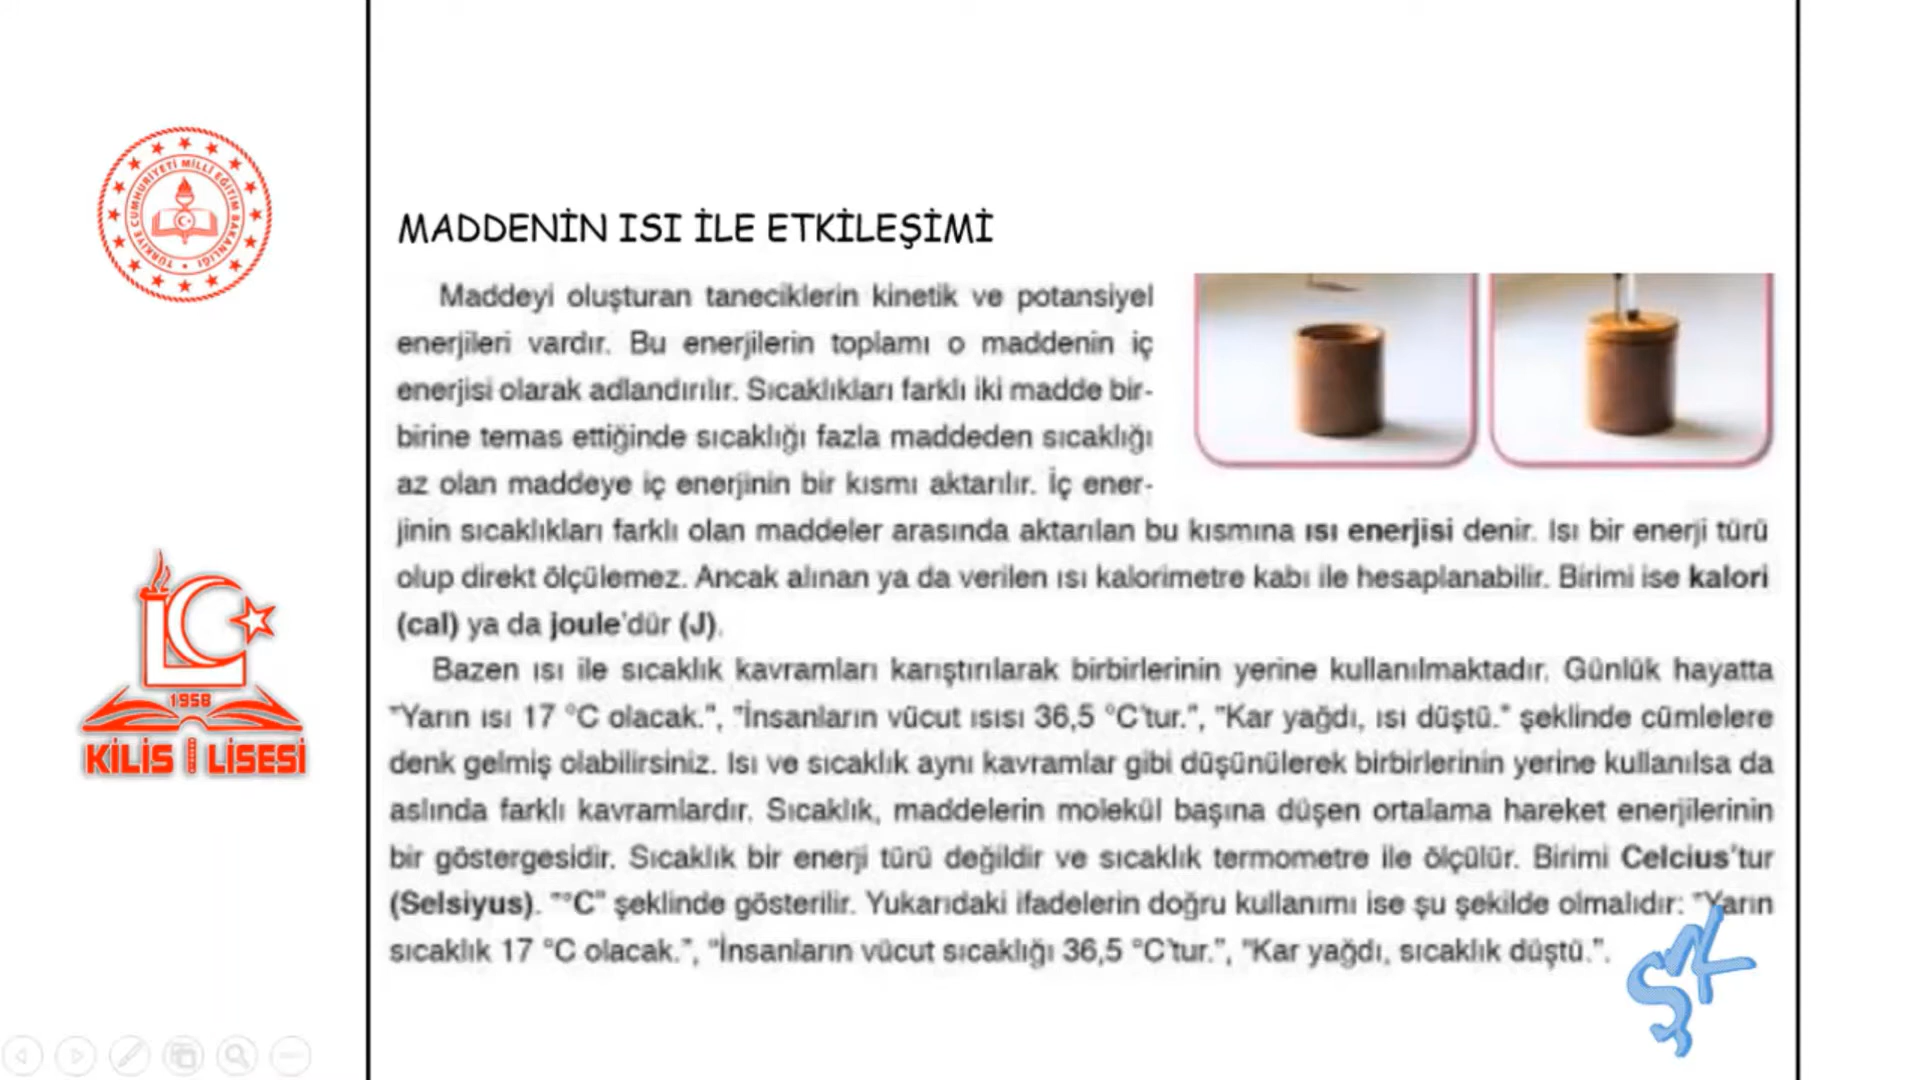 TÜRKİYE CUMHURİYETİ MİLLÎ EĞİTİM BAKANLIĞI
1958
KİLİS LİSESİ
MADDENİN ISI İLE ETKİLEŞİMİ
Maddeyi oluşturan taneciklerin kinetik ve potansiyel
enerjileri vardır. Bu enerjilerin toplamı o maddenin iç
enerjisi olarak adlandırılır. Sıcaklıkları farklı iki madde bir-
birine temas ettiğinde sıcaklığı fazla maddeden sıcaklığı
az olan maddeye iç enerjinin bir kısmı aktarılır. İç ener-
jinin sıcaklıkları farklı olan maddeler arasında aktarılan bu kısmına ısı enerjisi denir. Isı bir enerji türü
olup direkt ölçülemez. Ancak alınan ya da verilen ısı kalorimetre kabı ile hesaplanabilir. Birimi ise kalori
(cal) ya da joule'dür (J).
Bazen ısı ile sıcaklık kavramları karıştırılarak birbirlerinin yerine kullanılmaktadır. Günlük hayatta
"Yarın ısı 17 °C olacak.", "İnsanların vücut ısısı 36,5 °C'tur.", "Kar yağdı, ısı düştü." şeklinde cümlelere
denk gelmiş olabilirsiniz. Isı ve sıcaklık aynı kavramlar gibi düşünülerek birbirlerinin yerine kullanılsa da
aslında farklı kavramlardır. Sıcaklık, maddelerin molekül başına düşen ortalama hareket enerjilerinin
bir göstergesidir. Sıcaklık bir enerji türü değildir ve sıcaklık termometre ile ölçülür. Birimi Celcius'tur
(Selsiyus). "°C" şeklinde gösterilir. Yukarıdaki ifadelerin doğru kullanımı ise şu şekilde olmalıdır: "Yarın
sıcaklık 17 °C olacak.", "İnsanların vücut sıcaklığı 36,5 °C'tur.", "Kar yağdı, sıcaklık düştü.".